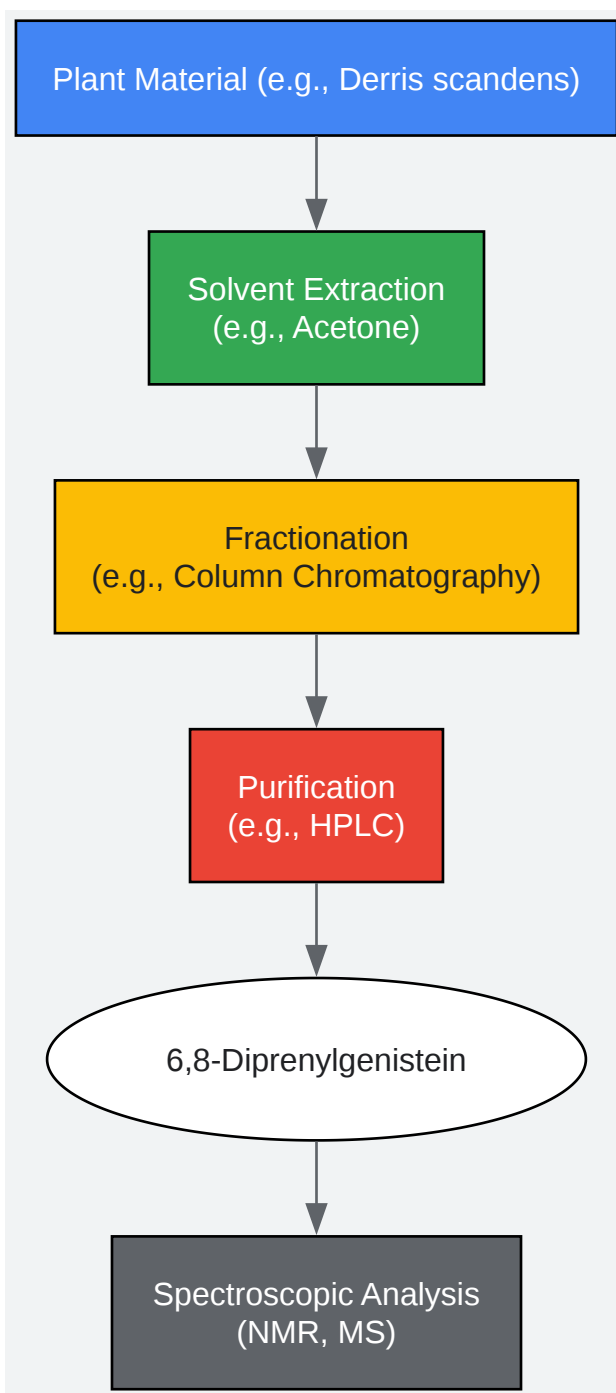 Plant Material (e.g., Derris scandens)
Solvent Extraction
(e.g., Acetone)
Fractionation
(e.g., Column Chromatography)
Purification
(e.g., HPLC)
6,8-Diprenylgenistein
Spectroscopic Analysis
(NMR, MS)